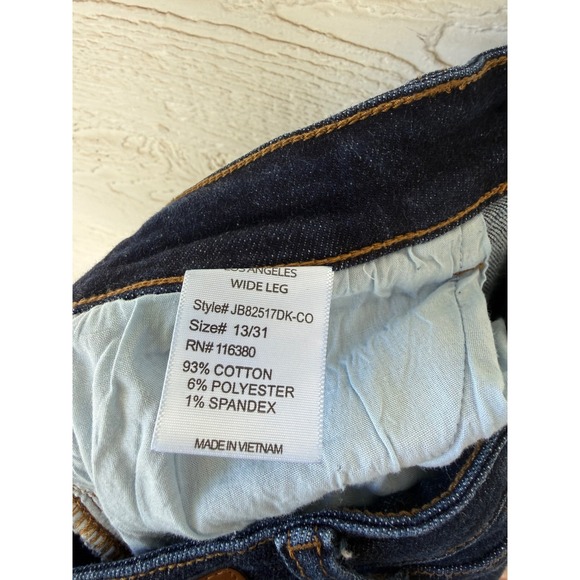 LOS ANGELES
WIDE LEG
Style# JB82517DK-CO
Size# 13/31
RN# 116380
93% COTTON
6% POLYESTER
1% SPANDEX
MADE IN VIETNAM